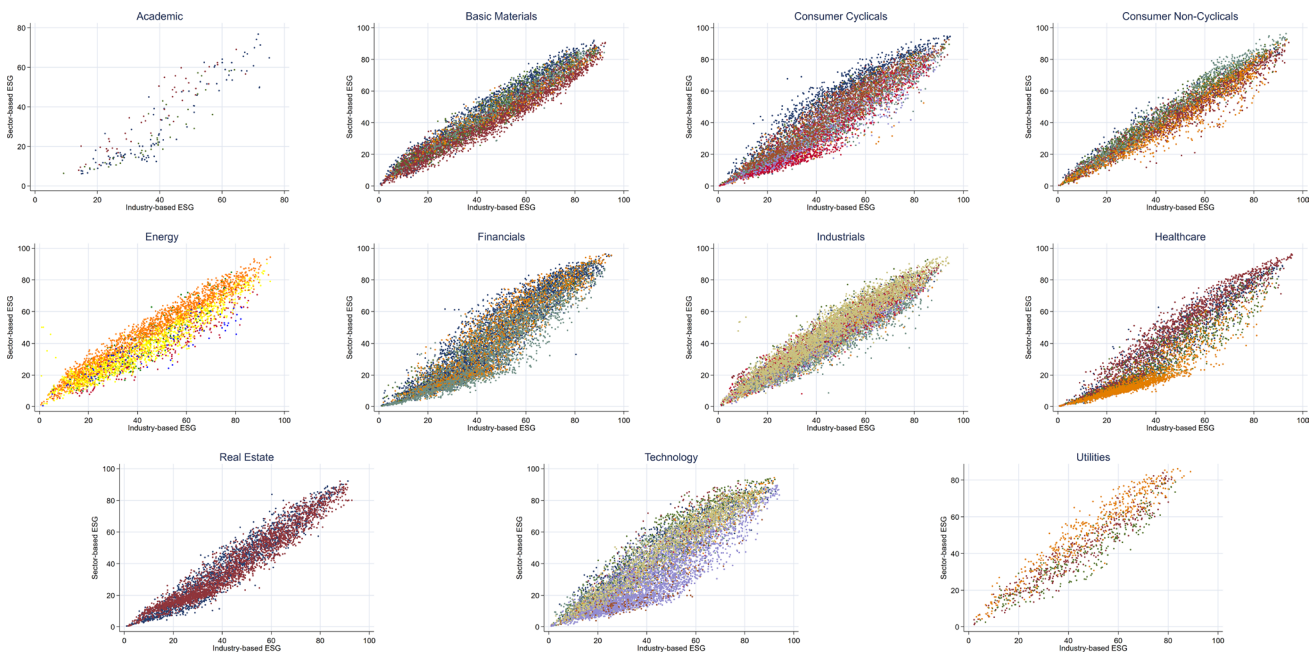 Academic
Sector-based ESG
80
60
40
20
0
0 20 40 60 80
Industry-based ESG
Basic Materials
Sector-based ESG
100
80
60
40
20
0
0 20 40 60 80 100
Industry-based ESG
Consumer Cyclicals
Sector-based ESG
100
80
60
40
20
0
0 20 40 60 80 100
Industry-based ESG
Consumer Non-Cyclicals
Sector-based ESG
100
80
60
40
20
0
0 20 40 60 80 100
Industry-based ESG
Energy
Sector-based ESG
100
80
60
40
20
0
0 20 40 60 80 100
Industry-based ESG
Financials
Sector-based ESG
100
80
60
40
20
0
0 20 40 60 80 100
Industry-based ESG
Industrials
Sector-based ESG
100
80
60
40
20
0
0 20 40 60 80 100
Industry-based ESG
Healthcare
Sector-based ESG
100
80
60
40
20
0
0 20 40 60 80 100
Industry-based ESG
Real Estate
Sector-based ESG
100
80
60
40
20
0
0 20 40 60 80 100
Industry-based ESG
Technology
Sector-based ESG
100
80
60
40
20
0
0 20 40 60 80 100
Industry-based ESG
Utilities
Sector-based ESG
80
60
40
20
0
0 20 40 60 80 100
Industry-based ESG